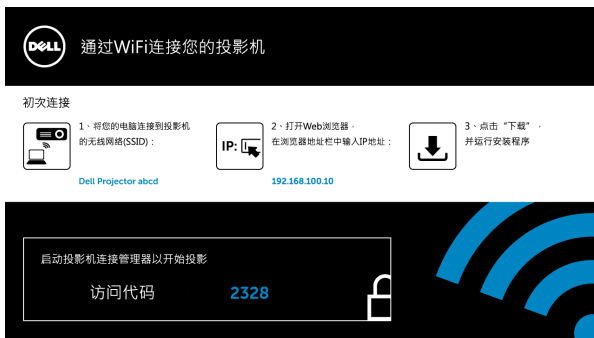 DELL
通过WiFi连接您的投影机
初次连接
1、将您的电脑连接到投影机
的无线网络(SSID)：
Dell Projector abcd
IP:
2、打开Web浏览器，
在浏览器地址栏中输入IP地址：
192.168.100.10
3、点击“下载”，
并运行安装程序
启动投影机连接管理器以开始投影
访问代码 2328